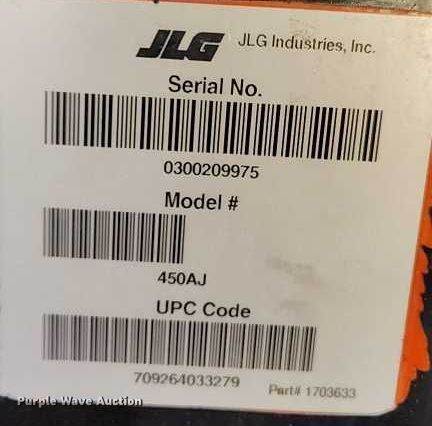 JLG JLG Industries, Inc.
Serial No.
0300209975
Model #
450AJ
UPC Code
709264033279
Part# 1703633
Purple Wave Auction